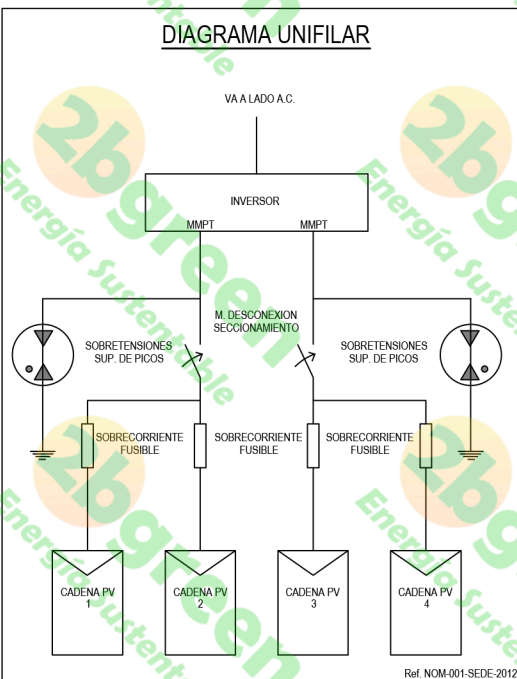 DIAGRAMA UNIFILAR
VA A LADO A.C.
INVERSOR
MMPT
MMPT
M. DESCONEXION
SECCIONAMIENTO
SOBRETENSIONES
SUP. DE PICOS
SOBRETENSIONES
SUP. DE PICOS
SOBRECORRIENTE
FUSIBLE
SOBRECORRIENTE
FUSIBLE
SOBRECORRIENTE
FUSIBLE
CADENA PV
1
CADENA PV
2
CADENA PV
3
CADENA PV
4
Ref. NOM-001-SEDE-2012
2bgreen
Energía Sustentable